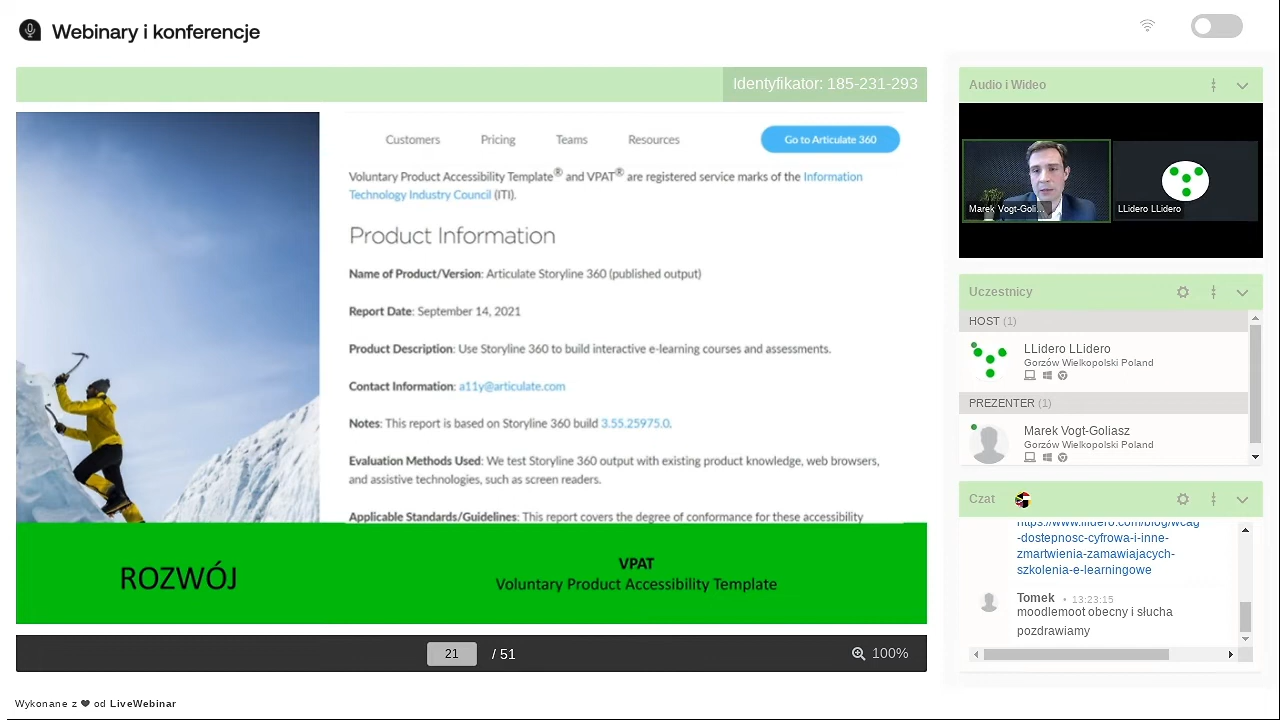 Webinary i konferencje
Identyfikator: 185-231-293
Customers Pricing Teams Resources Go to Articulate 360
Voluntary Product Accessibility Template® and VPAT® are registered service marks of the Information
Technology Industry Council (ITI).
Product Information
Name of Product/Version: Articulate Storyline 360 (published output)
Report Date: September 14, 2021
Product Description: Use Storyline 360 to build interactive e-learning courses and assessments.
Contact Information: a11y@articulate.com
Notes: This report is based on Storyline 360 build 3.55.25975.0.
Evaluation Methods Used: We test Storyline 360 output with existing product knowledge, web browsers,
and assistive technologies, such as screen readers.
Applicable Standards/Guidelines: This report covers the degree of conformance for these accessibility
ROZWÓJ
VPAT
Voluntary Product Accessibility Template
21 / 51
100%
Wykonane z od LiveWebinar
Audio i Wideo
Marek Vogt-Goli...
LLidero LLidero
Uczestnicy
HOST (1)
LLidero LLidero
Gorzów Wielkopolski Poland
PREZENTER (1)
Marek Vogt-Goliasz
Gorzów Wielkopolski Poland
Czat
https://www.llidero.com/blog/wcag
-dostepnosc-cyfrowa-i-inne-
zmartwienia-zamawiajacych-
szkolenia-e-learningowe
Tomek • 13:23:15
moodlemoot obecny i słucha
pozdrawiamy